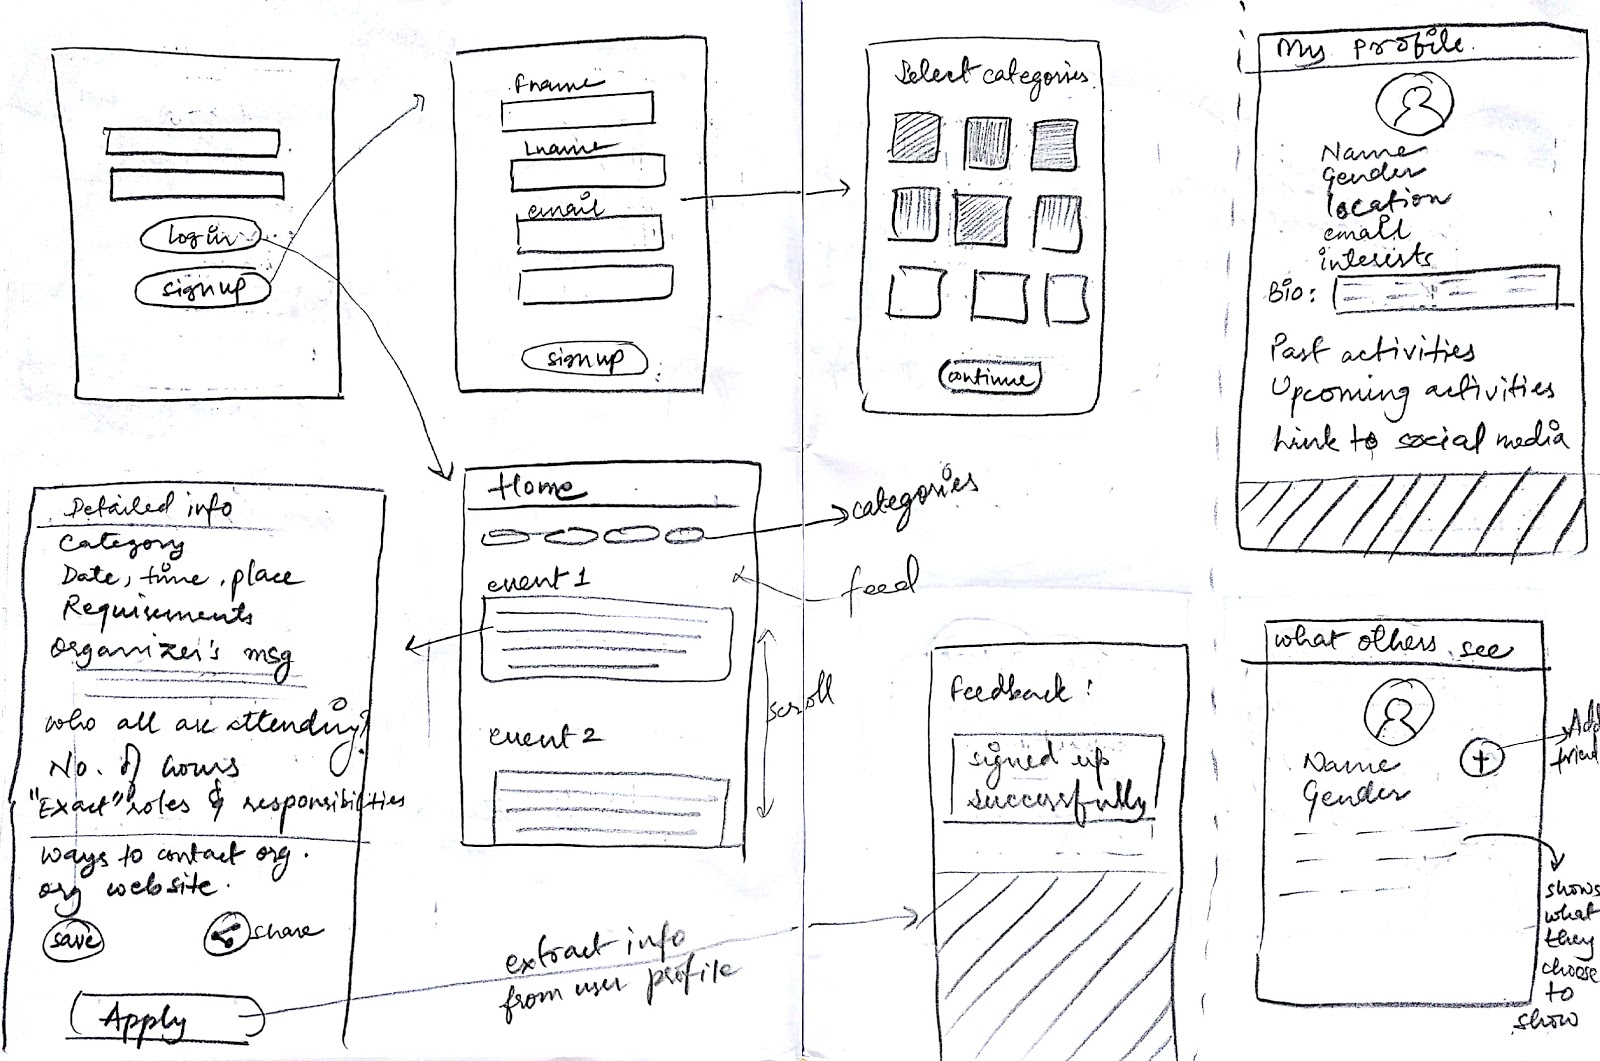 log in
sign up
Fname
Lname
email
sign up
Select categories
continue
My profile
Name
Gender
location
email
interests
Bio:
Past activities
Upcoming activities
Link to social media
Detailed info
Category
Date, time, place
Requirements
Organizer's msg
who all are attending?
No. of hours
"Exact" roles & responsibilities
ways to contact org.
org website.
save
share
Apply
extract info
from user profile
Home
categories
event 1
feed
scroll
event 2
Feedback:
signed up
successfully
what others see
Name
Gender
Add
friend
shows
what
they
choose
to
show